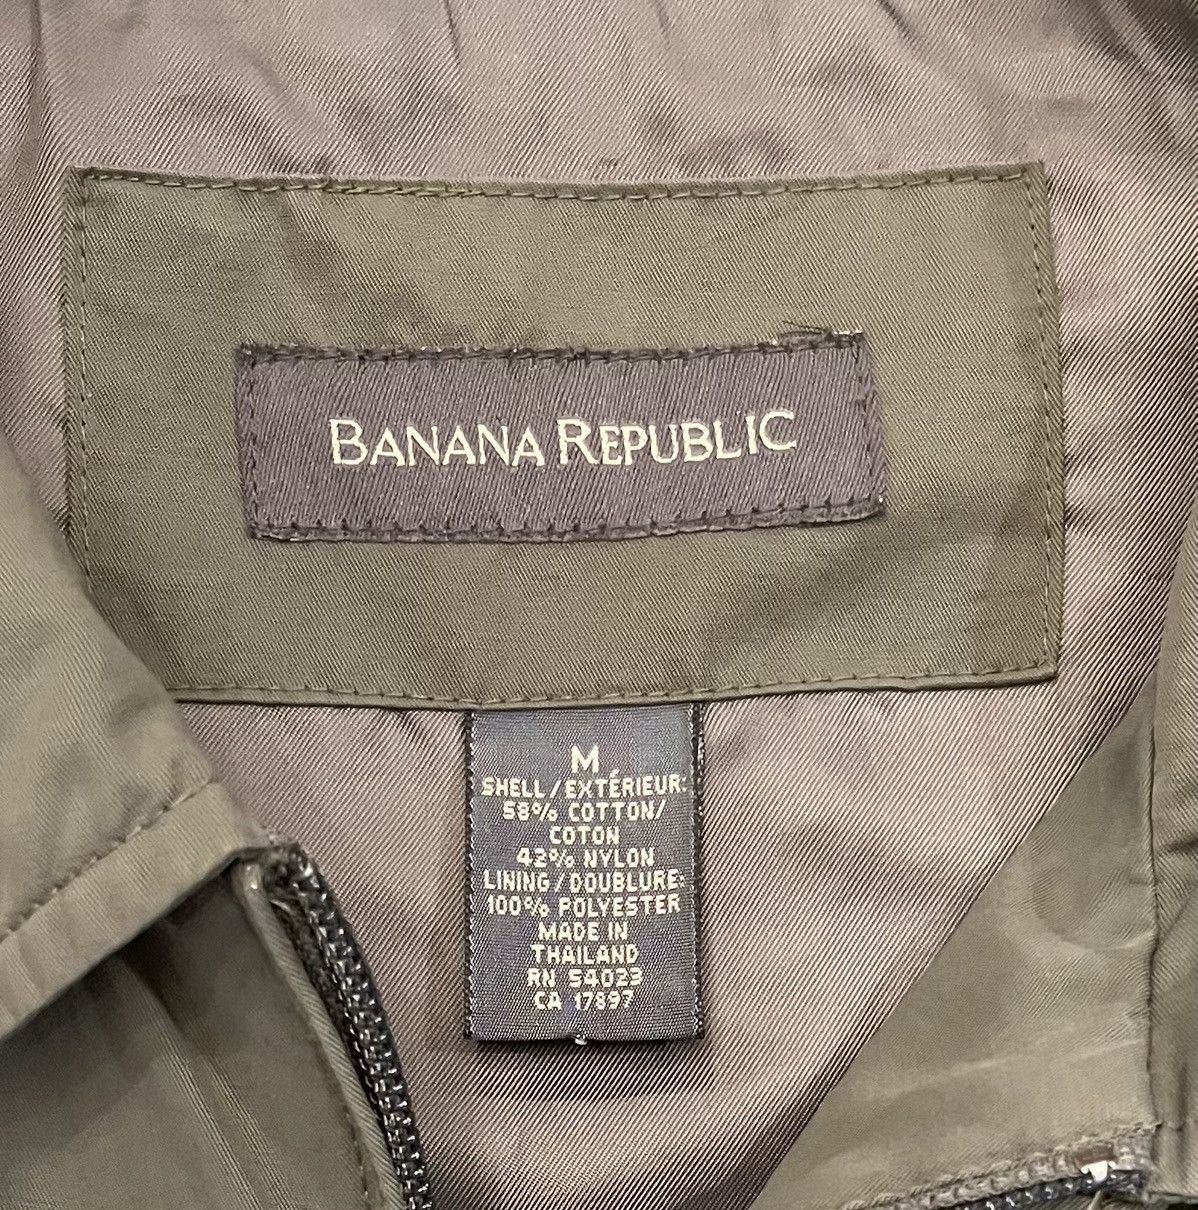 BANANA REPUBLIC
M
SHELL/EXTÉRIEUR:
58% COTTON/
COTON
42% NYLON
LINING/DOUBLURE:
100% POLYESTER
MADE IN
THAILAND
RN 54023
CA 17897